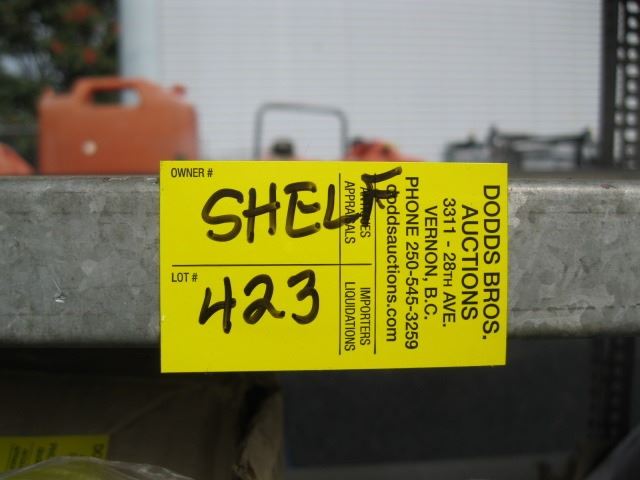 OWNER #
SHELF
LOT #
423
APPRAISALS
IMPORTERS
LIQUIDATIONS
doddsauctions.com
PHONE 250-545-3259
VERNON, B.C.
3311 - 28TH AVE.
AUCTIONS
DODDS BROS.